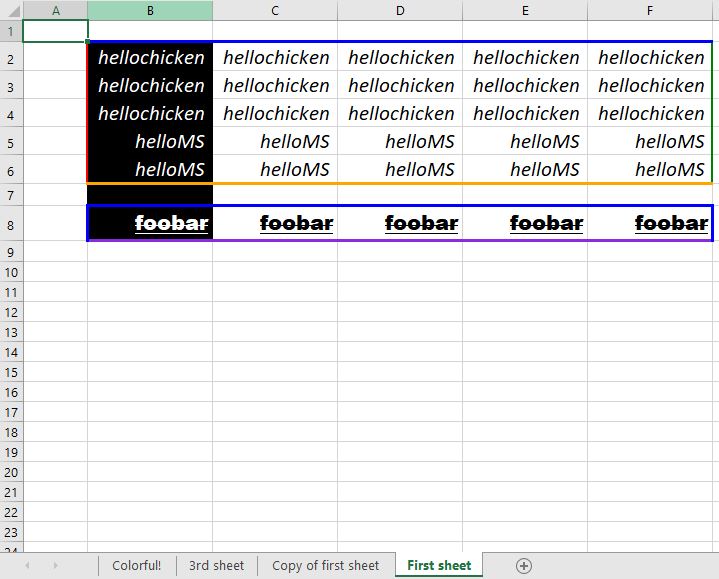 A B C D E F
1
2 hellochicken hellochicken hellochicken hellochicken hellochicken
3 hellochicken hellochicken hellochicken hellochicken hellochicken
4 hellochicken hellochicken hellochicken hellochicken hellochicken
5 helloMS helloMS helloMS helloMS helloMS
6 helloMS helloMS helloMS helloMS helloMS
7
8 foobar foobar foobar foobar foobar
9
10
11
12
13
14
15
16
17
18
19
20
21
22
23
24
Colorful! 3rd sheet Copy of first sheet First sheet